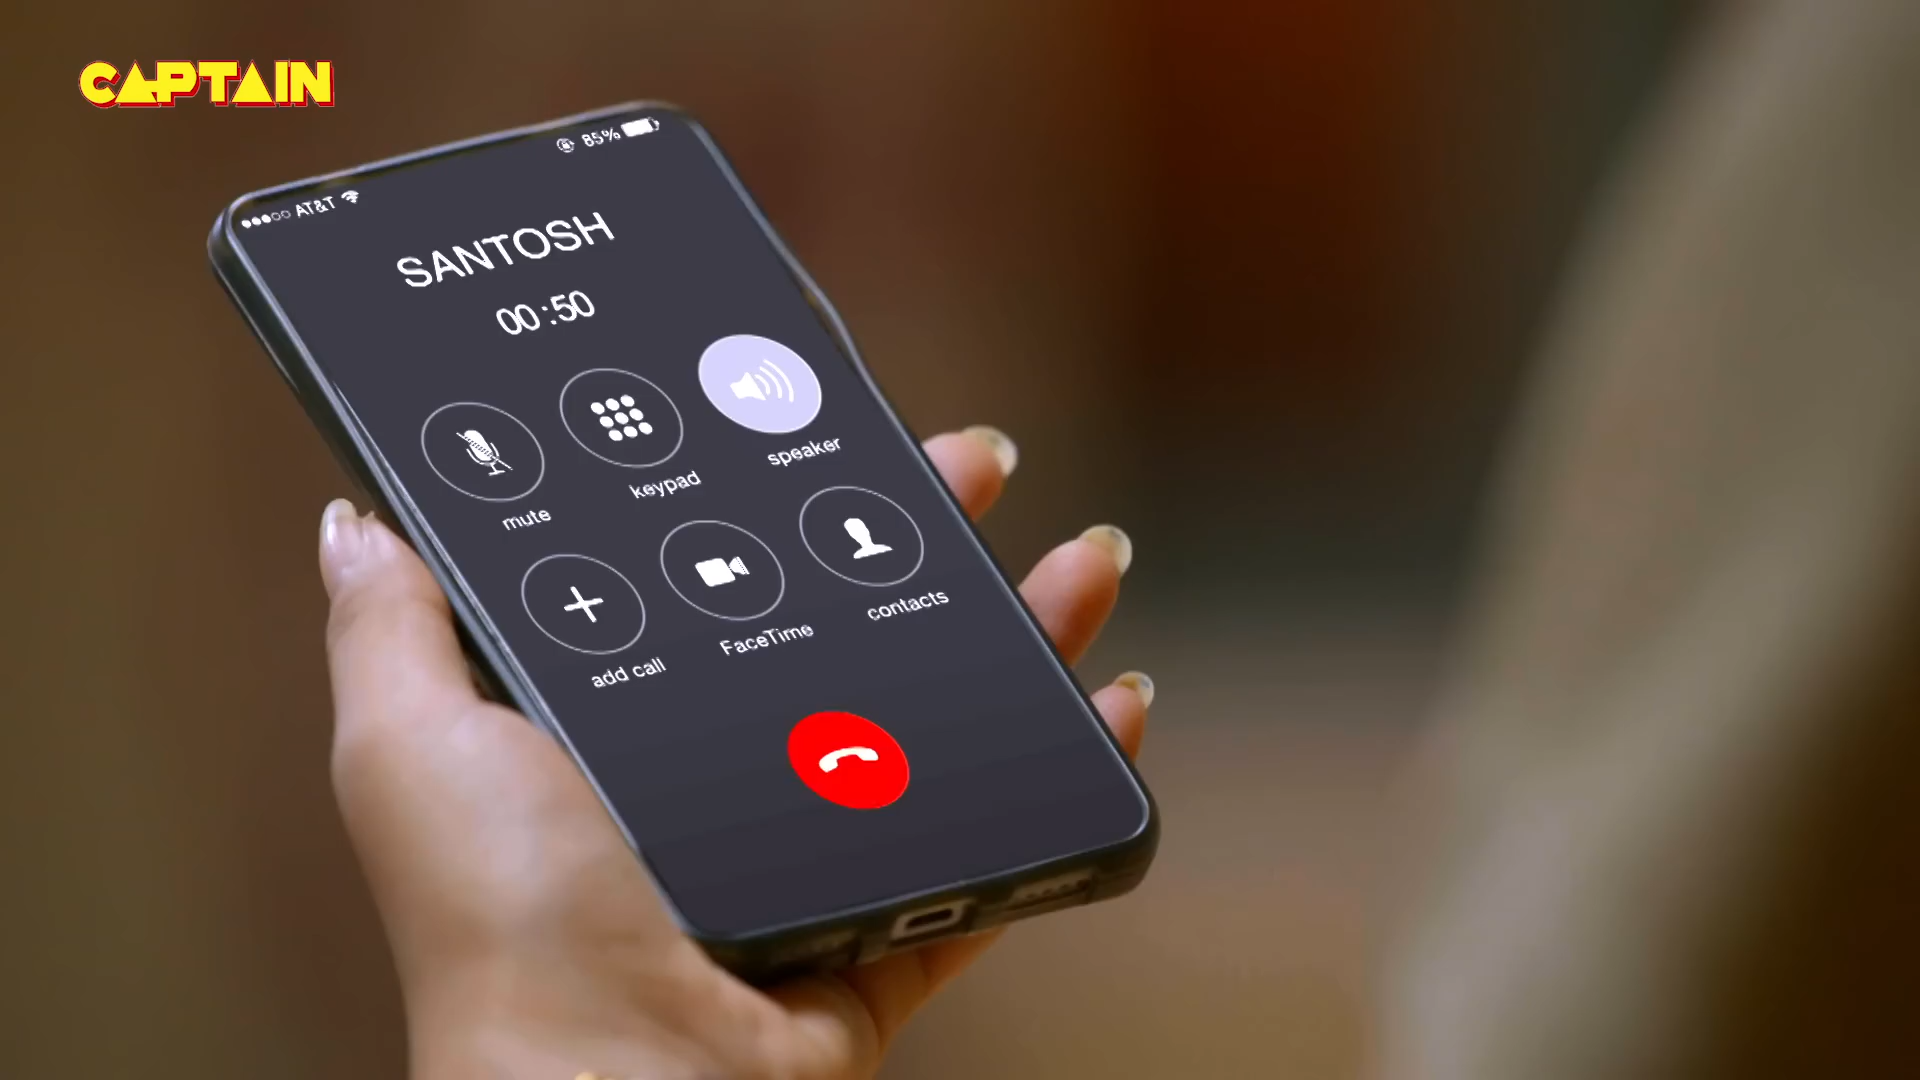 CAPTAIN
●●●○○ AT&T 85%
SANTOSH
00:50
mute keypad speaker
add call FaceTime contacts